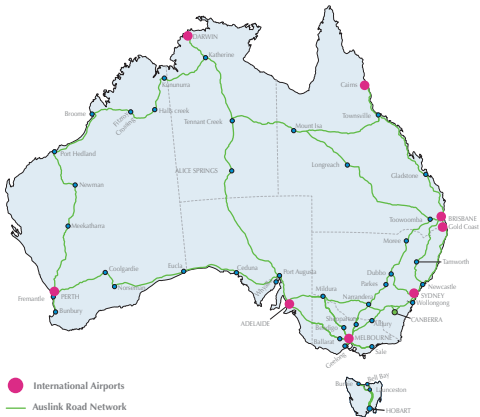 DARWIN
Katherine
Kununurra
Cairns
Broome
Fitzroy
Crossing
Halls creek
Townsville
Tennant Creek
Mount Isa
Port Hedland
Longreach
ALICE SPRINGS
Gladstone
Newman
Toowoomba
BRISBANE
Gold Coast
Meekatharra
Moree
Tamworth
Coolgardie
Eucla
Ceduna
Port Augusta
Dubbo
Parkes
Newcastle
Fremantle
PERTH
Norseman
Whyalla
Mildura
Narrandera
SYDNEY
Wollongong
Bunbury
ADELAIDE
Shepparton
Albury
CANBERRA
Bendigo
MELBOURNE
Ballarat
Geelong
Sale
International Airports
Burnie
Bell Bay
Launceston
Auslink Road Network
HOBART